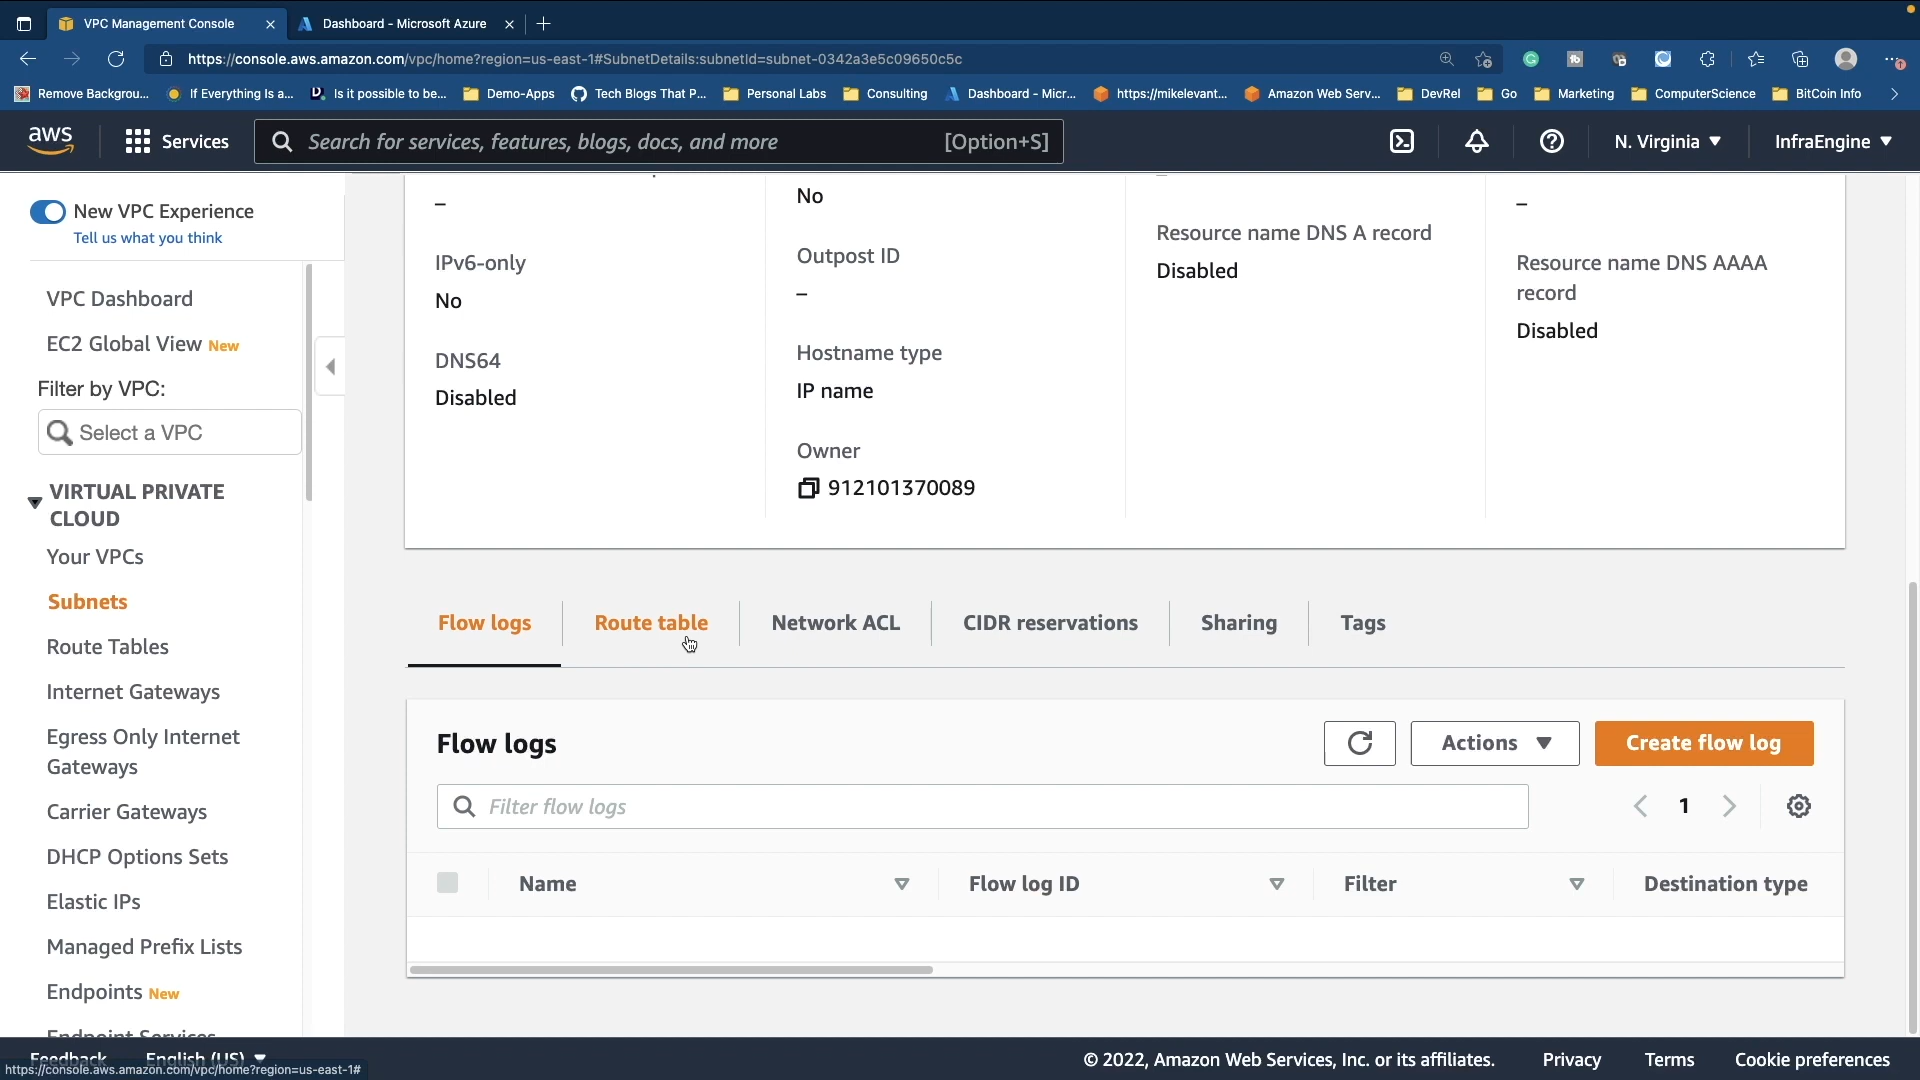 VPC Management Console
Dashboard - Microsoft Azure
https://console.aws.amazon.com/vpc/home?region=us-east-1#SubnetDetails:subnetId=subnet-0342a3e5c09650c5c
Remove Backgrou...
If Everything Is a...
Is it possible to be...
Demo-Apps
Tech Blogs That P...
Personal Labs
Consulting
Dashboard - Micr...
https://mikelevant...
Amazon Web Serv...
DevRel
Go
Marketing
ComputerScience
BitCoin Info
aws
Services
Search for services, features, blogs, docs, and more
[Option+S]
N. Virginia
InfraEngine
New VPC Experience
Tell us what you think
VPC Dashboard
EC2 Global View New
Filter by VPC:
Select a VPC
VIRTUAL PRIVATE
CLOUD
Your VPCs
Subnets
Route Tables
Internet Gateways
Egress Only Internet
Gateways
Carrier Gateways
DHCP Options Sets
Elastic IPs
Managed Prefix Lists
Endpoints New
Endpoint Services
–
IPv6-only
No
DNS64
Disabled
No
Outpost ID
–
Hostname type
IP name
Owner
912101370089
Resource name DNS A record
Disabled
–
Resource name DNS AAAA
record
Disabled
Flow logs
Route table
Network ACL
CIDR reservations
Sharing
Tags
Flow logs
Actions
Create flow log
Filter flow logs
1
Name
Flow log ID
Filter
Destination type
Feedback
English (US)
https://console.aws.amazon.com/vpc/home?region=us-east-1#
© 2022, Amazon Web Services, Inc. or its affiliates.
Privacy
Terms
Cookie preferences